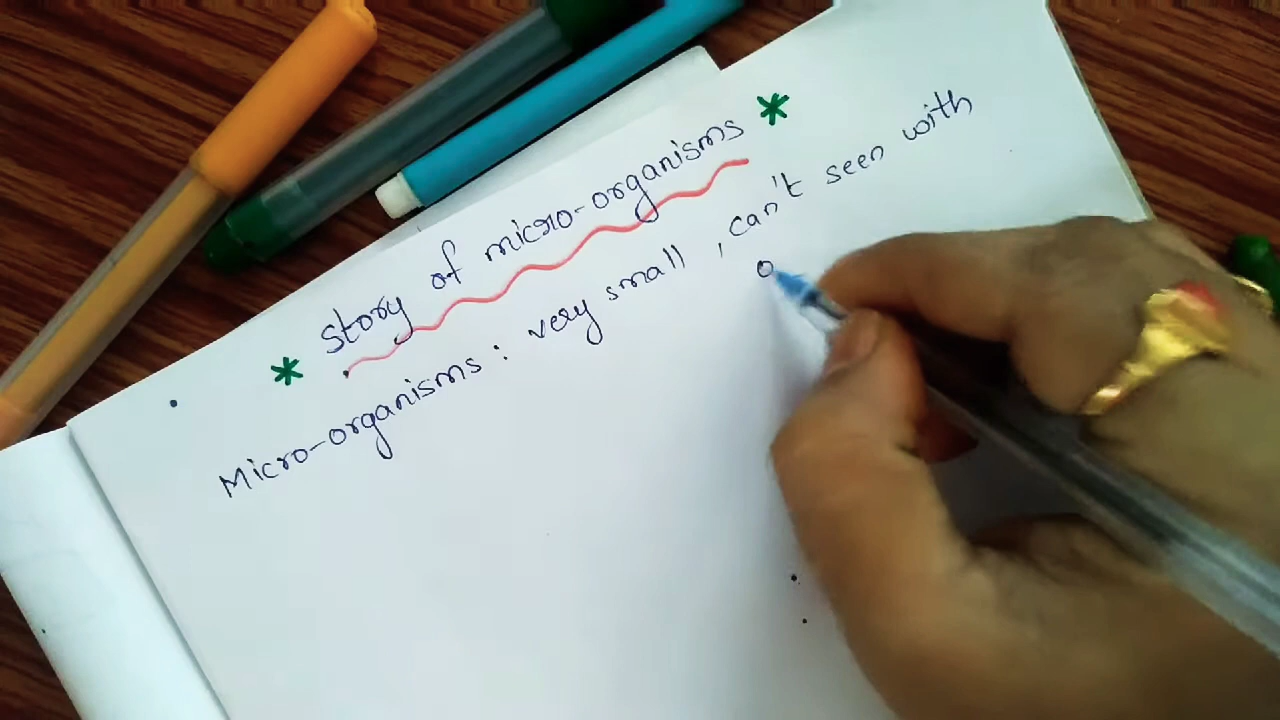 * Story of micro-organisms *
Micro-organisms : very small , can't seen with
o